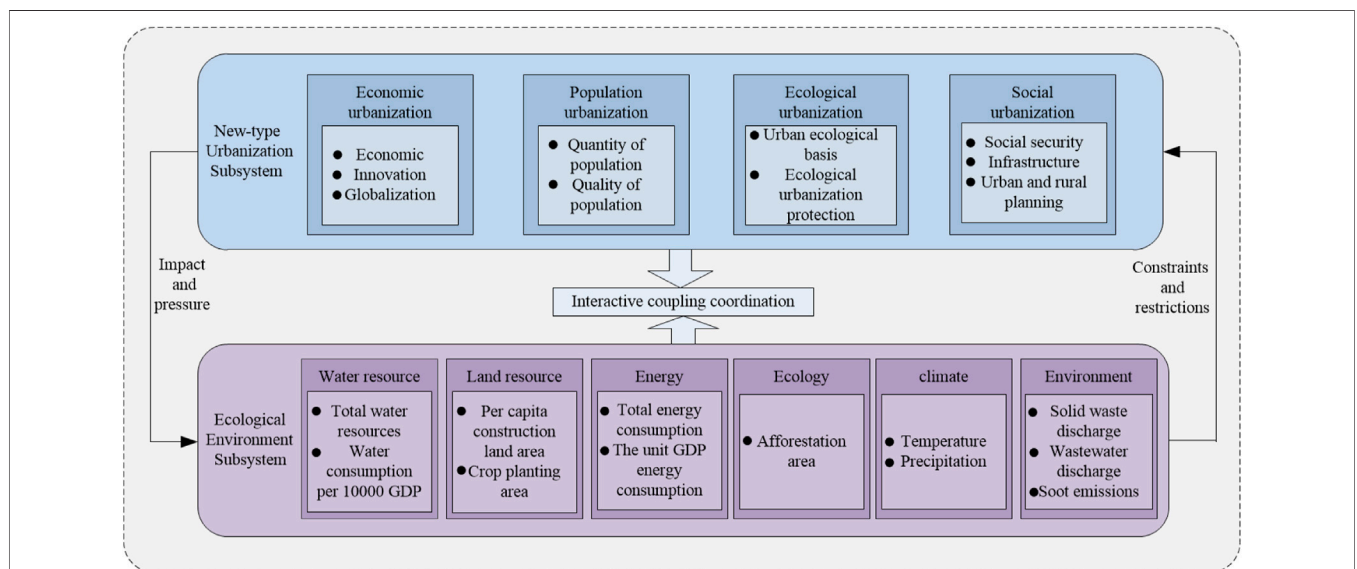 New-type
Urbanization
Subsystem
Economic
urbanization
● Economic
● Innovation
● Globalization
Population
urbanization
● Quantity of
population
● Quality of
population
Ecological
urbanization
● Urban ecological
basis
● Ecological
urbanization
protection
Social
urbanization
● Social security
● Infrastructure
● Urban and rural
planning
Impact
and
pressure
Interactive coupling coordination
Constraints
and
restrictions
Ecological
Environment
Subsystem
Water resource
● Total water
resources
● Water
consumption
per 10000 GDP
Land resource
● Per capita
construction
land area
● Crop planting
area
Energy
● Total energy
consumption
● The unit GDP
energy
consumption
Ecology
● Afforestation
area
climate
● Temperature
● Precipitation
Environment
● Solid waste
discharge
● Wastewater
discharge
● Soot emissions